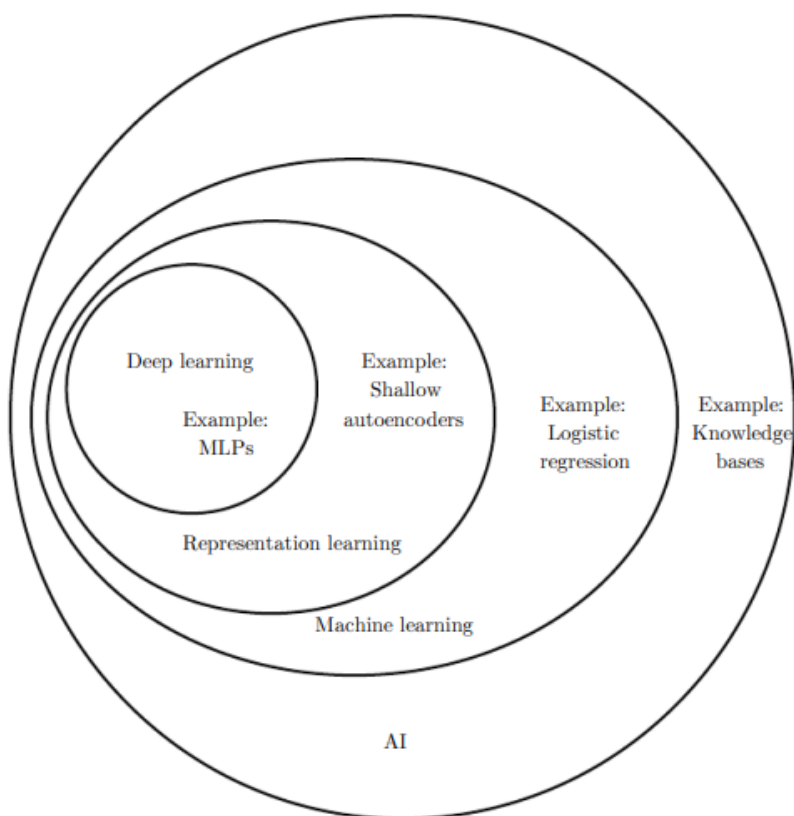 Deep learning
Example:
MLPs
Example:
Shallow
autoencoders
Example:
Logistic
regression
Example:
Knowledge
bases
Representation learning
Machine learning
AI